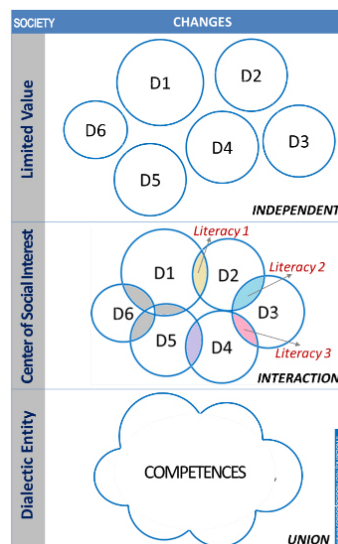 SOCIETY
CHANGES
Limited Value
D1
D2
D6
D4
D3
D5
INDEPENDENT
Center of Social Interest
Literacy 1
D1
D2
Literacy 2
D6
D3
D5
D4
Literacy 3
INTERACTION
Dialectic Entity
COMPETENCES
UNION